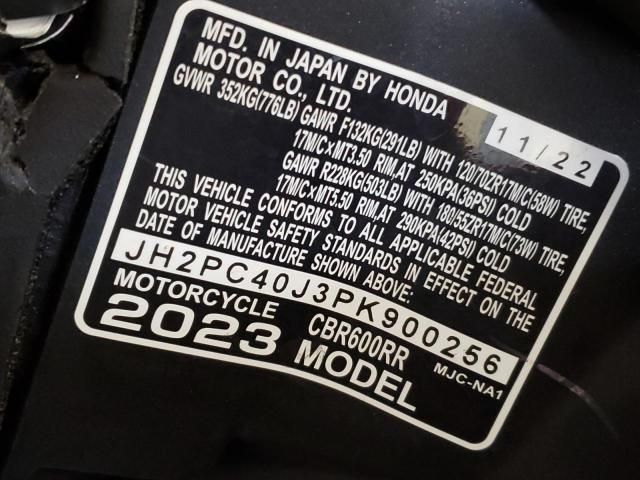 MFD. IN JAPAN BY HONDA
MOTOR CO., LTD.
11/22
GVWR 352KG(776LB) GAWR F132KG(291LB) WITH 120/70ZR17M/C(58W) TIRE,
17M/C×MT3.50 RIM, AT 250KPA(36PSI) COLD
GAWR R228KG(503LB) WITH 180/55ZR17M/C(73W) TIRE,
17M/C×MT5.50 RIM, AT 290KPA(42PSI) COLD
THIS VEHICLE CONFORMS TO ALL APPLICABLE FEDERAL
MOTOR VEHICLE SAFETY STANDARDS IN EFFECT ON THE
DATE OF MANUFACTURE SHOWN ABOVE:
JH2PC40J3PK900256
MOTORCYCLE CBR600RR MJC-NA1
2023 MODEL